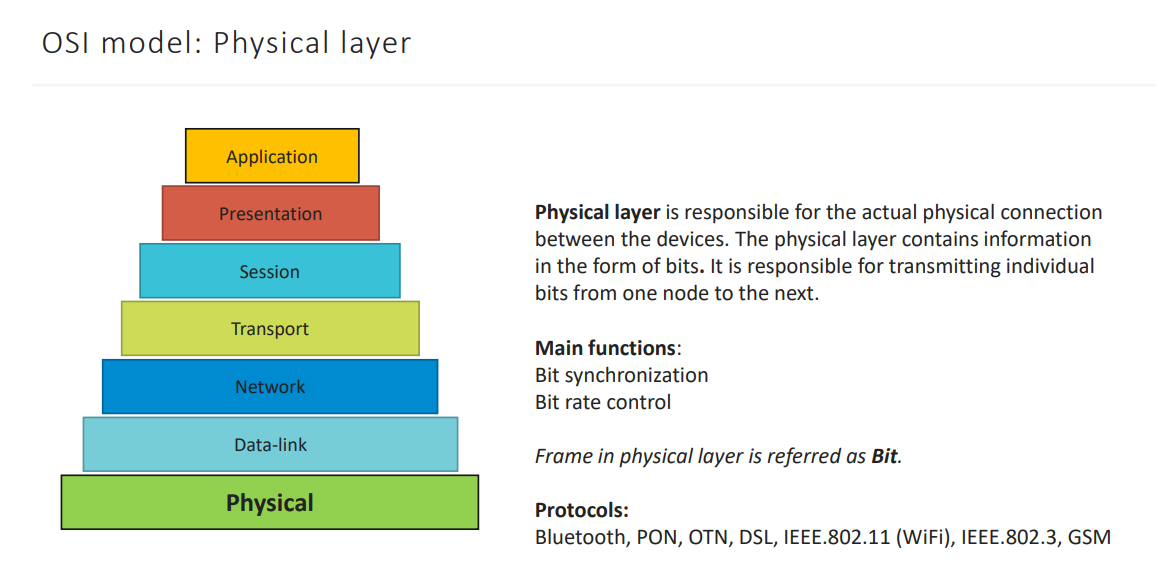 OSI model: Physical layer
Application
Presentation
Session
Transport
Network
Data-link
Physical
Physical layer is responsible for the actual physical connection
between the devices. The physical layer contains information
in the form of bits. It is responsible for transmitting individual
bits from one node to the next.
Main functions:
Bit synchronization
Bit rate control
Frame in physical layer is referred as Bit.
Protocols:
Bluetooth, PON, OTN, DSL, IEEE.802.11 (WiFi), IEEE.802.3, GSM